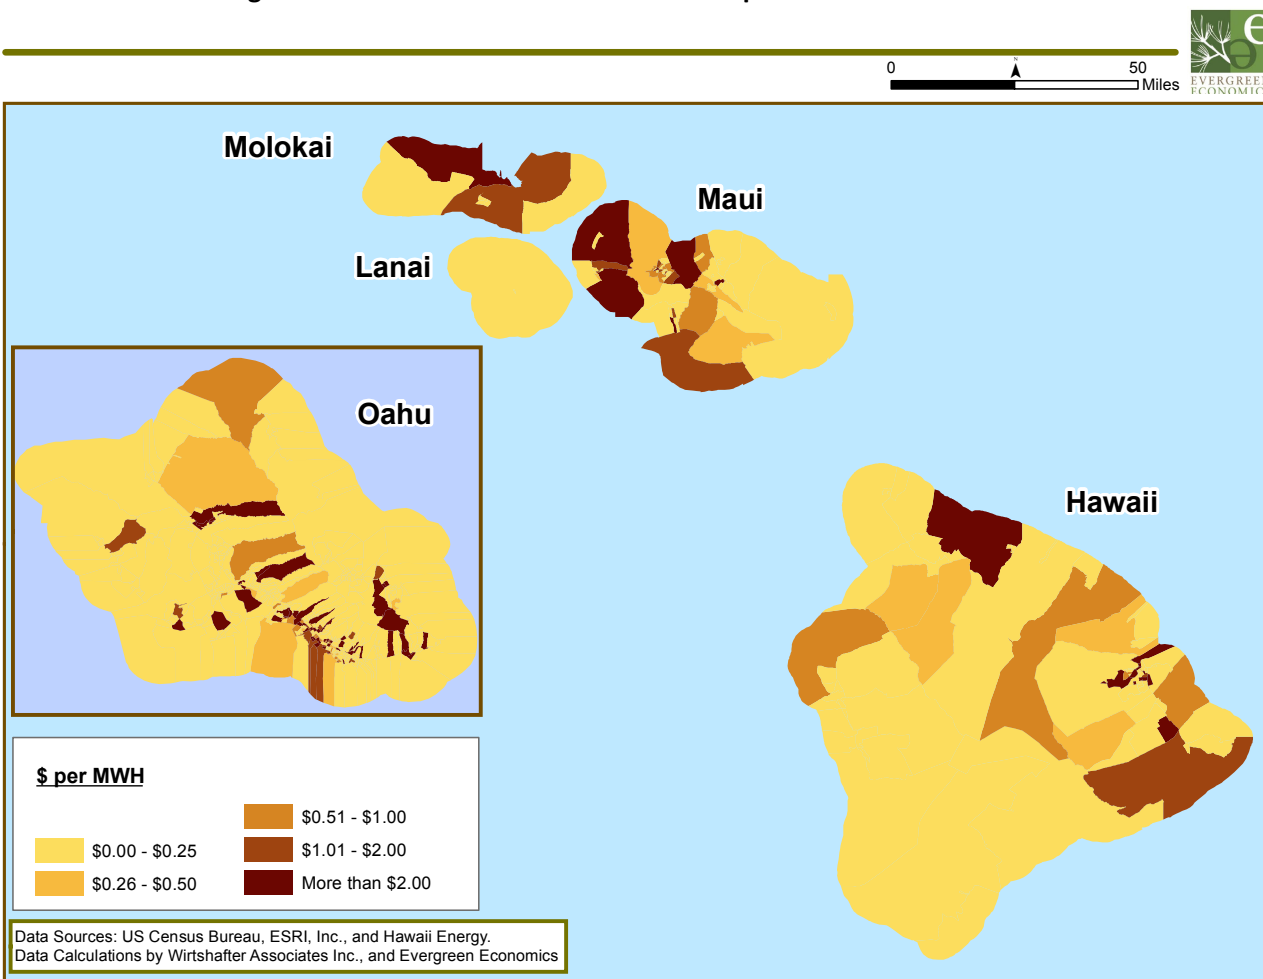 0 N 50
Miles
e
e
EVERGREEN
ECONOMIC
Molokai
Maui
Lanai
Oahu
Hawaii
$ per MWH
$0.51 - $1.00
$0.00 - $0.25
$1.01 - $2.00
$0.26 - $0.50
More than $2.00
Data Sources: US Census Bureau, ESRI, Inc., and Hawaii Energy.
Data Calculations by Wirtshafter Associates Inc., and Evergreen Economics